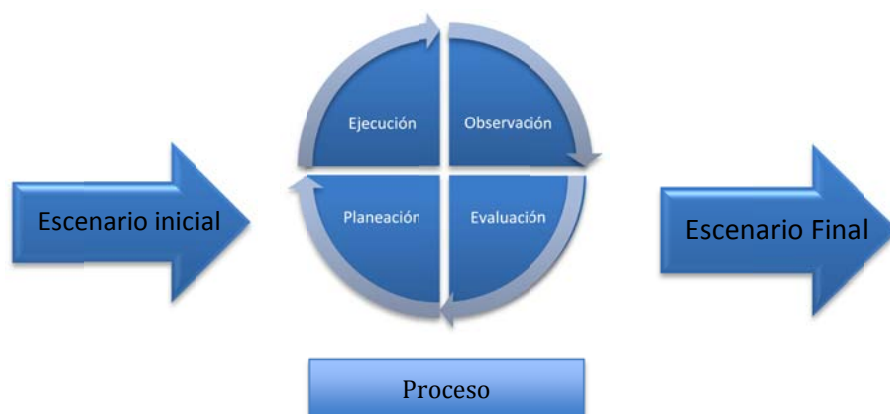 Ejecución
Observación
Escenario inicial
Planeación
Evaluación
Escenario Final
Proceso